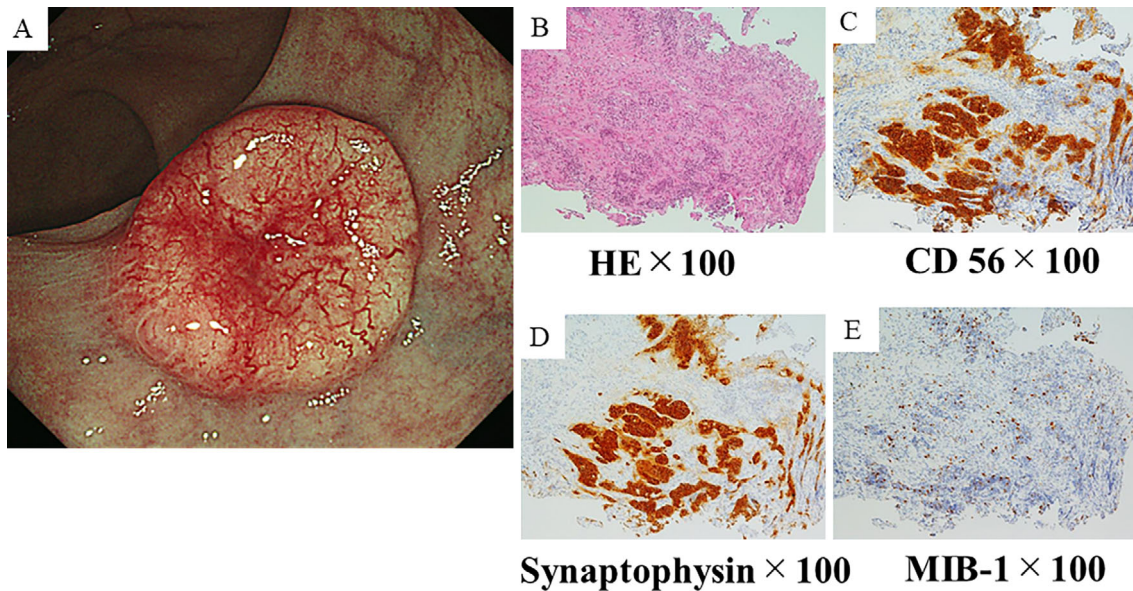 A
B
HE × 100
C
CD 56 × 100
D
Synaptophysin × 100
E
MIB-1 × 100